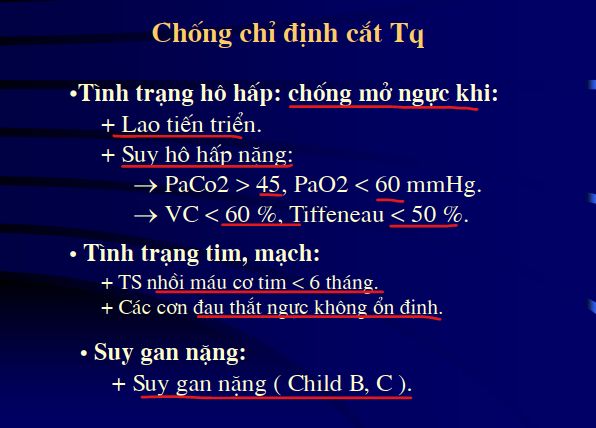 Chống chỉ định cắt Tq
•Tình trạng hô hấp: chống mở ngực khi:
+ Lao tiến triển.
+ Suy hô hấp nặng:
→ PaCo2 > 45, PaO2 < 60 mmHg.
→ VC < 60 %, Tiffeneau < 50 %.
• Tình trạng tim, mạch:
+ TS nhồi máu cơ tim < 6 tháng.
+ Các cơn đau thắt ngực không ổn định.
• Suy gan nặng:
+ Suy gan nặng ( Child B, C ).